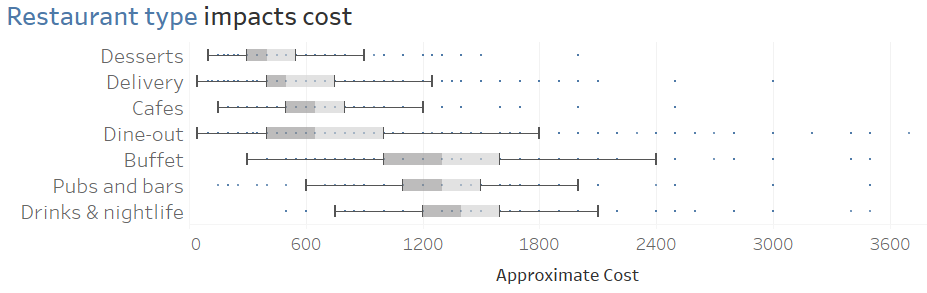 Restaurant type impacts cost
Desserts
Delivery
Cafes
Dine-out
Buffet
Pubs and bars
Drinks & nightlife
0 600 1200 1800 2400 3000 3600
Approximate Cost